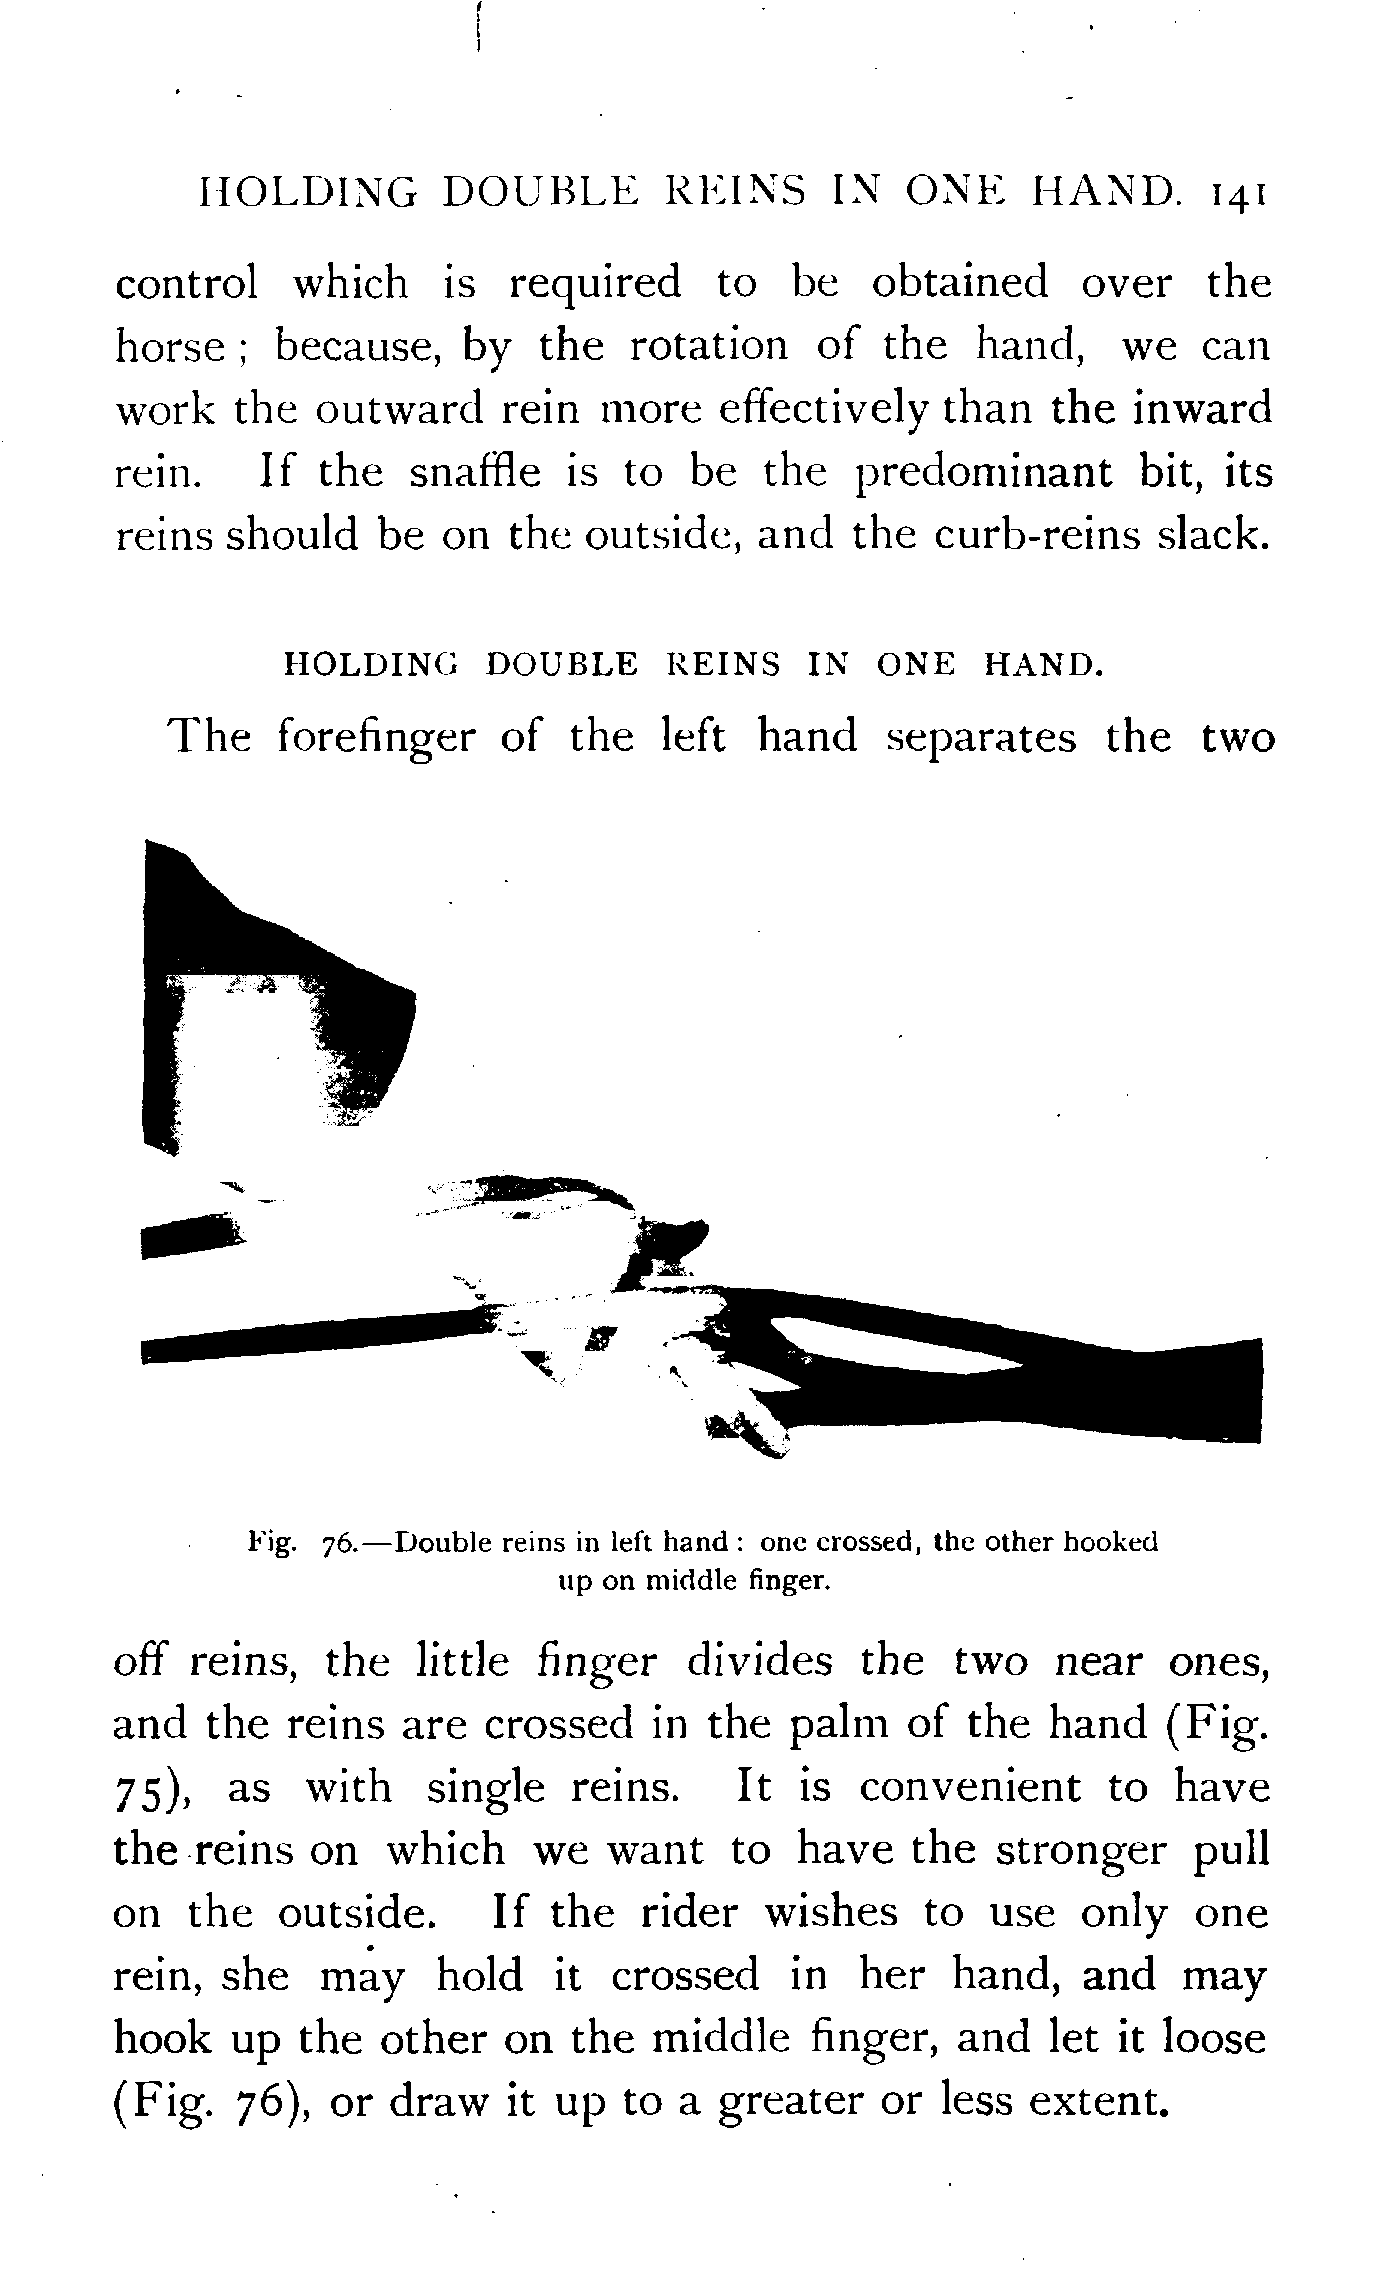 HOLDING DOUBLE REINS IN ONE HAND. 141
control which is required to be obtained over the
horse ; because, by the rotation of the hand, we can
work the outward rein more effectively than the inward
rein. If the snaffle is to be the predominant bit, its
reins should be on the outside, and the curb-reins slack.
HOLDING DOUBLE REINS IN ONE HAND.
The forefinger of the left hand separates the two
Fig. 76.—Double reins in left hand : one crossed, the other hooked
up on middle finger.
off reins, the little finger divides the two near ones,
and the reins are crossed in the palm of the hand (Fig.
75), as with single reins. It is convenient to have
the reins on which we want to have the stronger pull
on the outside. If the rider wishes to use only one
rein, she may hold it crossed in her hand, and may
hook up the other on the middle finger, and let it loose
(Fig. 76), or draw it up to a greater or less extent.